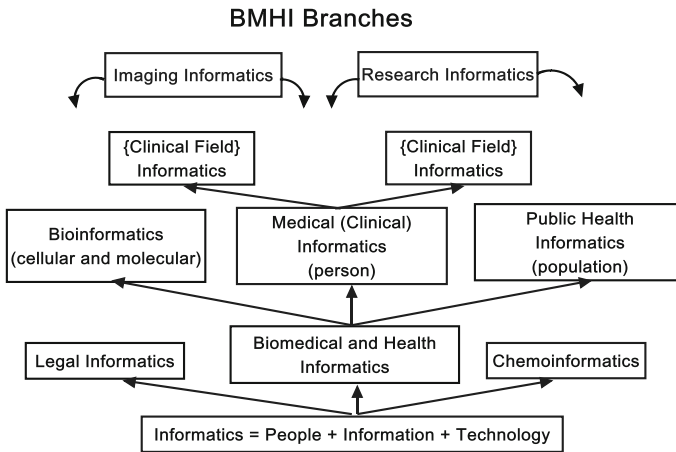 BMHI Branches
Imaging Informatics
Research Informatics
{Clinical Field}
Informatics
{Clinical Field}
Informatics
Bioinformatics
(cellular and molecular)
Medical (Clinical)
Informatics
(person)
Public Health
Informatics
(population)
Legal Informatics
Biomedical and Health
Informatics
Chemoinformatics
Informatics = People + Information + Technology